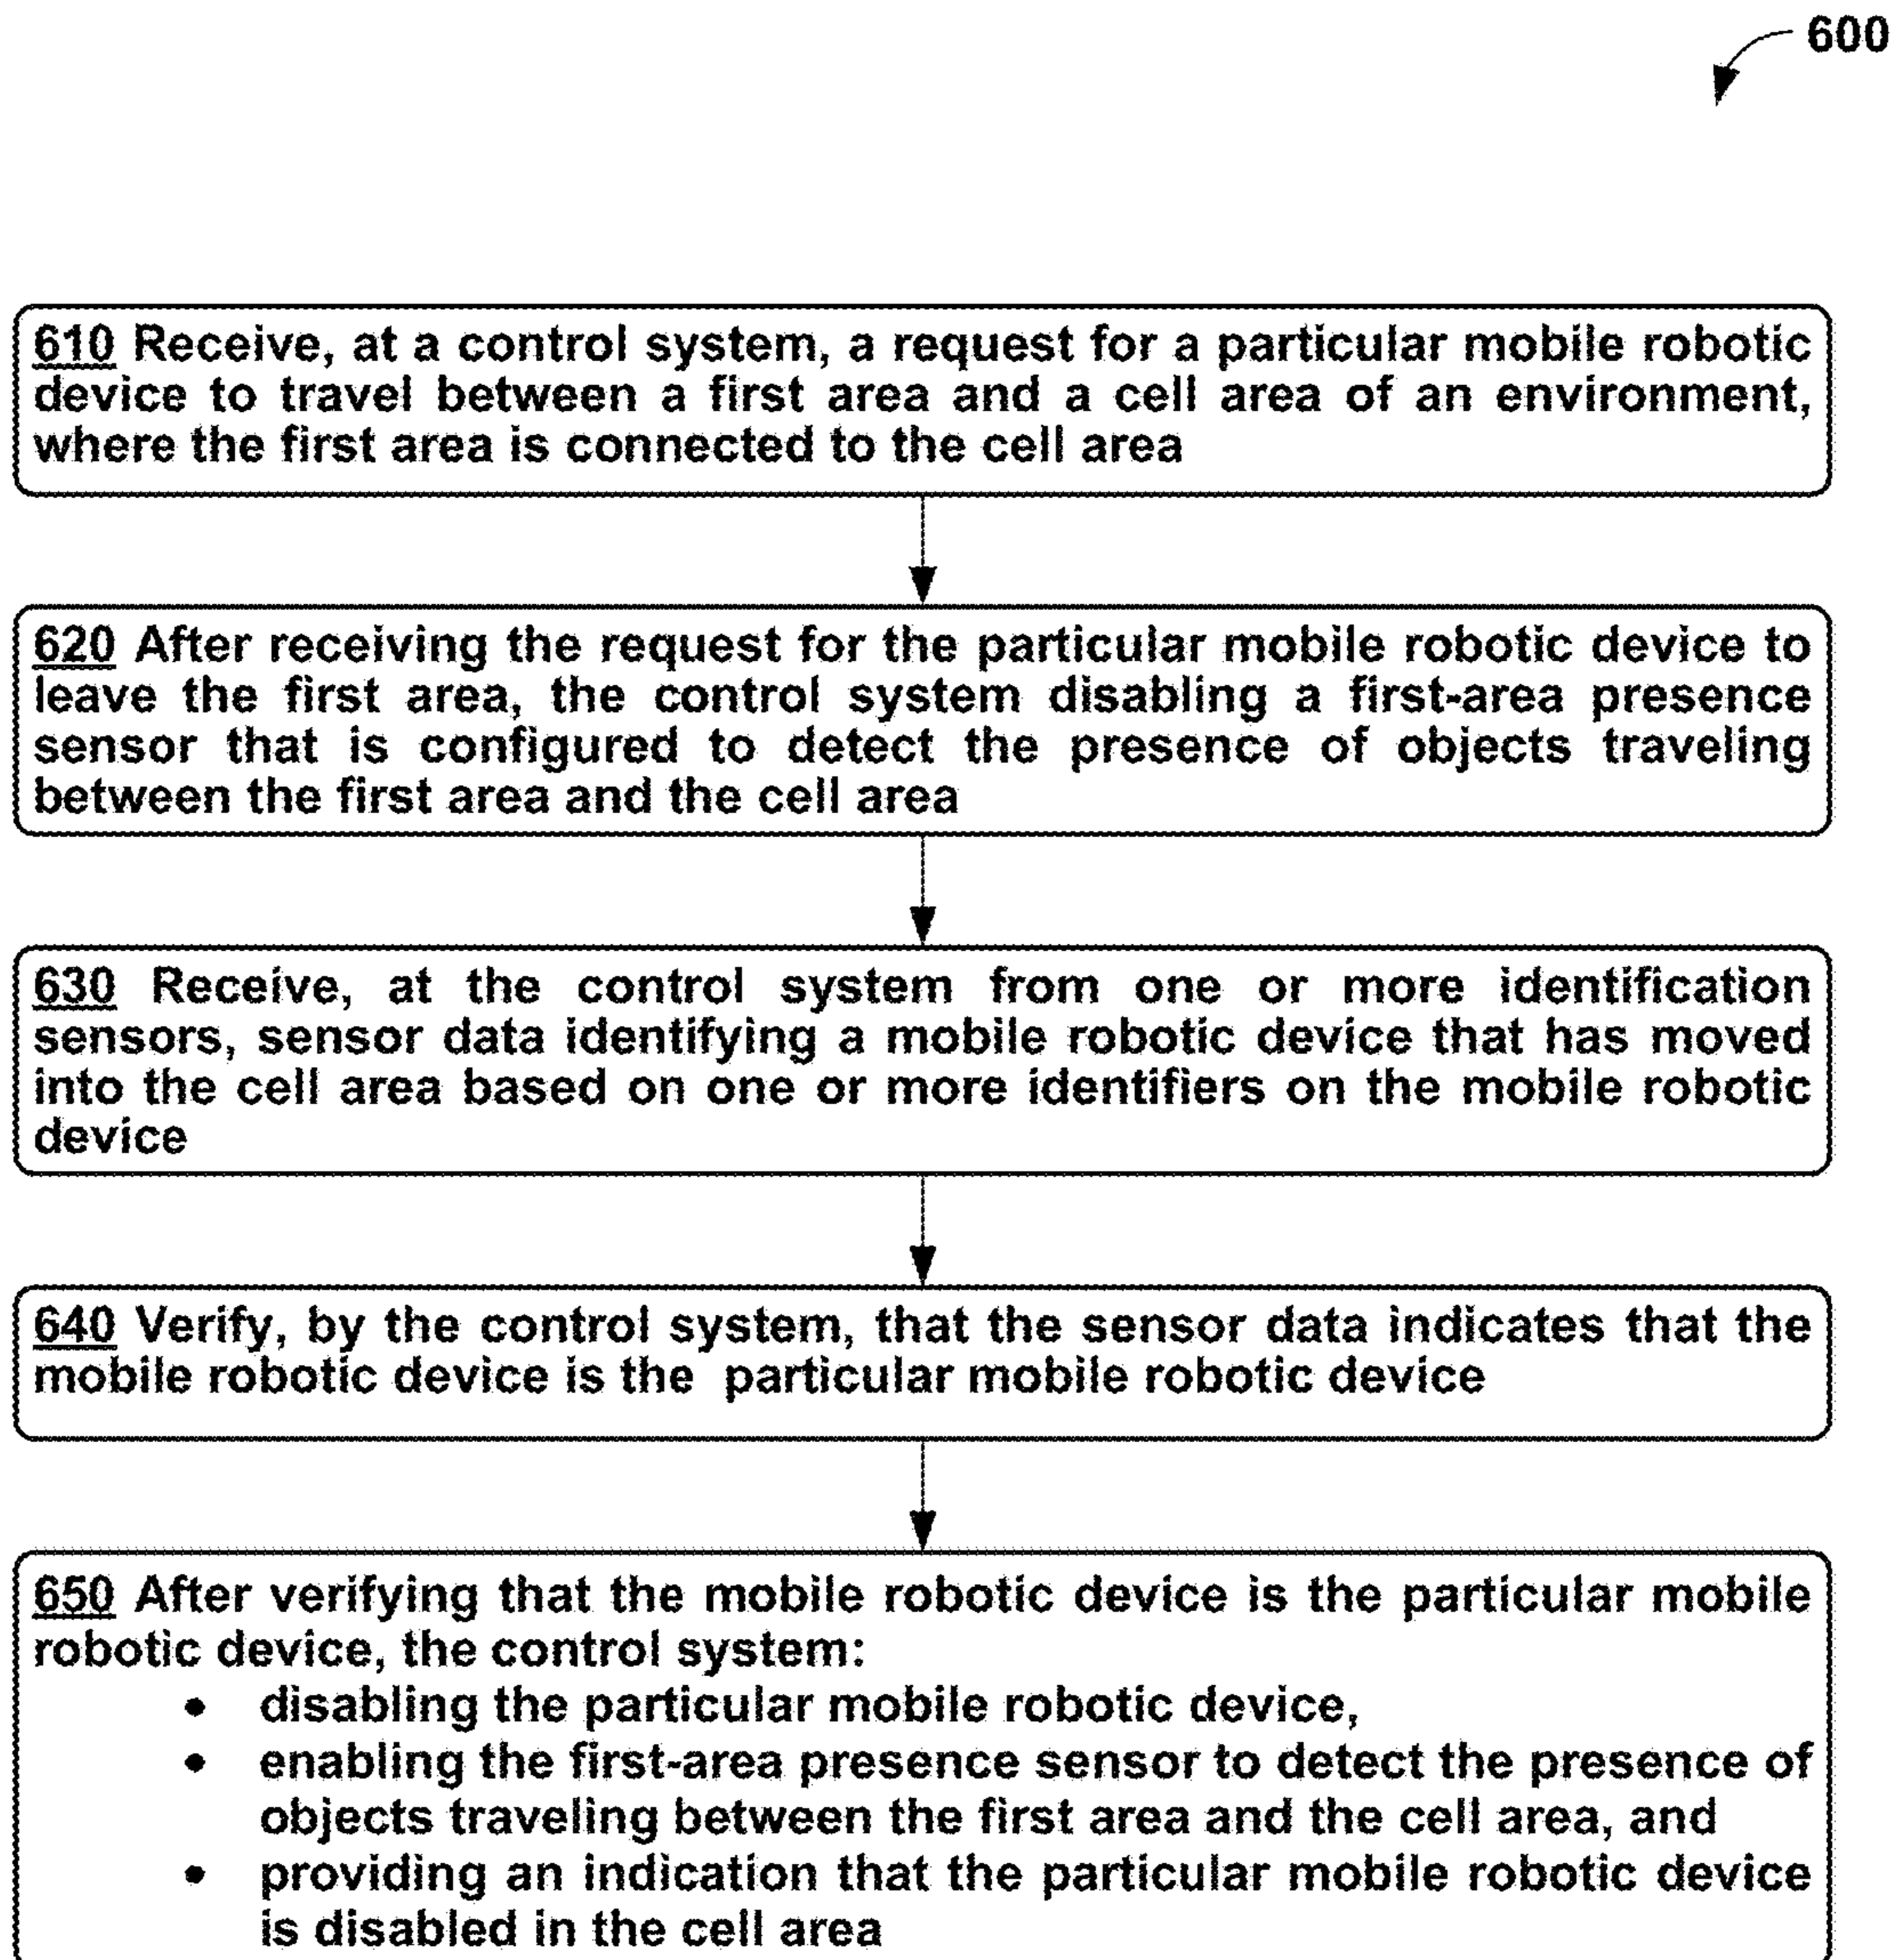 600
610 Receive, at a control system, a request for a particular mobile robotic
device to travel between a first area and a cell area of an environment,
where the first area is connected to the cell area
620 After receiving the request for the particular mobile robotic device to
leave the first area, the control system disabling a first-area presence
sensor that is configured to detect the presence of objects traveling
between the first area and the cell area
630 Receive, at the control system from one or more identification
sensors, sensor data identifying a mobile robotic device that has moved
into the cell area based on one or more identifiers on the mobile robotic
device
640 Verify, by the control system, that the sensor data indicates that the
mobile robotic device is the particular mobile robotic device
650 After verifying that the mobile robotic device is the particular mobile
robotic device, the control system:
• disabling the particular mobile robotic device,
• enabling the first-area presence sensor to detect the presence of
objects traveling between the first area and the cell area, and
• providing an indication that the particular mobile robotic device
is disabled in the cell area